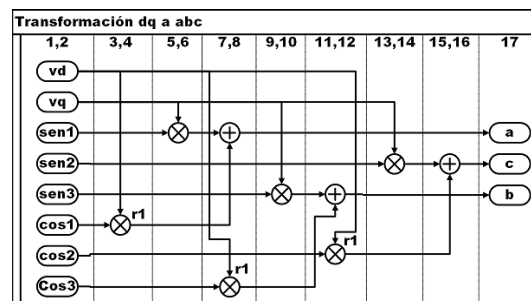 Transformación dq a abc
1,2 3,4 5,6 7,8 9,10 11,12 13,14 15,16 17
vd
vq
sen1 a
sen2 c
sen3 b
cos1 r1
cos2 r1
Cos3 r1